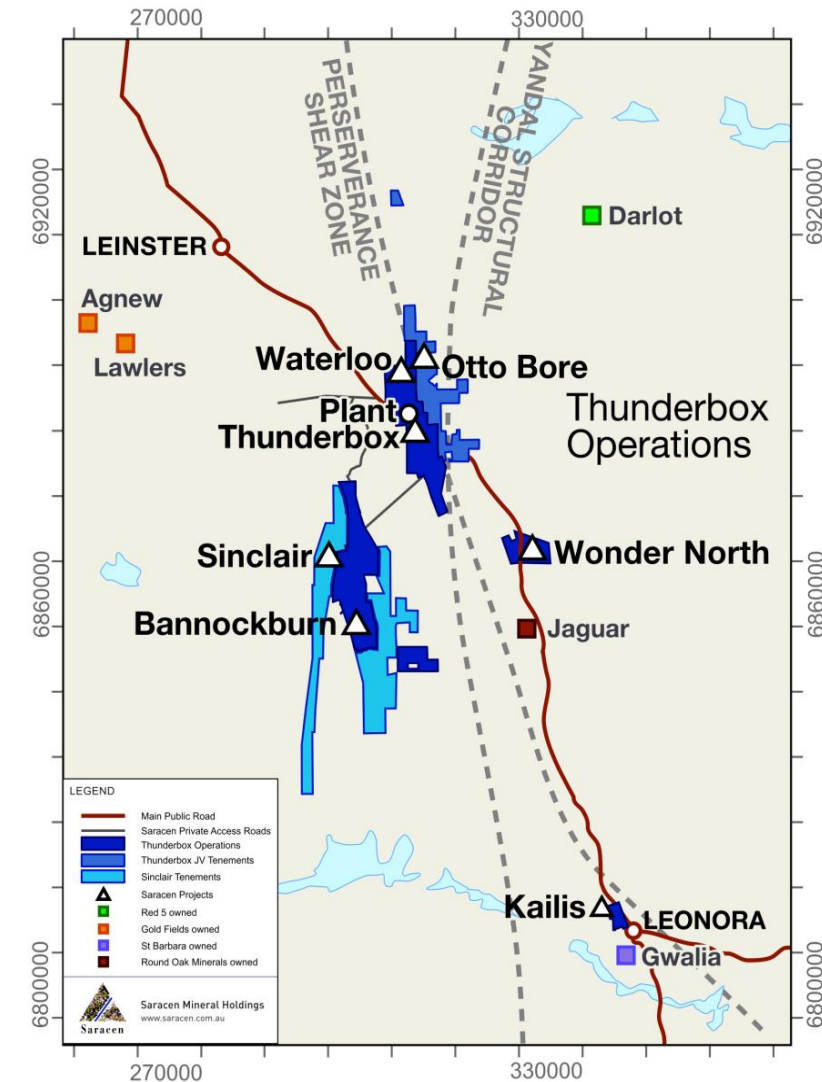 270000
330000
6920000
6920000
PERSERVERANCE
SHEAR ZONE
YANDAL STRUCTURAL
CORRIDOR
Darlot
LEINSTER
Agnew
Lawlers
Waterloo
Otto Bore
Plant
Thunderbox
Thunderbox
Operations
Sinclair
Wonder North
6860000
6860000
Bannockburn
Jaguar
LEGEND
Main Public Road
Saracen Private Access Roads
Thunderbox Operations
Thunderbox JV Tenements
Sinclair Tenements
Saracen Projects
Red 5 owned
Gold Fields owned
St Barbara owned
Round Oak Minerals owned
Saracen
Saracen Mineral Holdings
www.saracen.com.au
Kailis
LEONORA
Gwalia
6800000
6800000
270000
330000